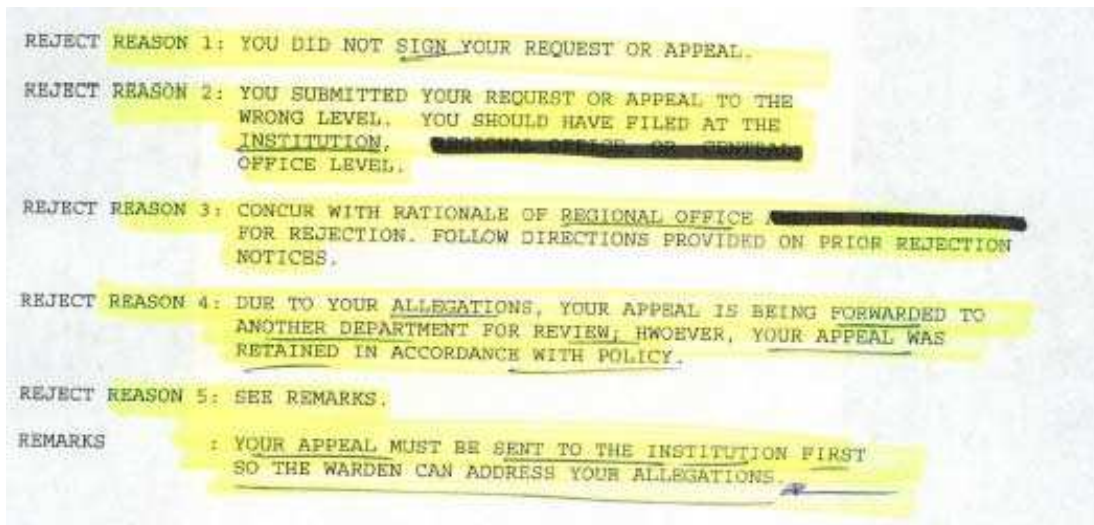 REJECT REASON 1: YOU DID NOT SIGN YOUR REQUEST OR APPEAL.
REJECT REASON 2: YOU SUBMITTED YOUR REQUEST OR APPEAL TO THE
WRONG LEVEL. YOU SHOULD HAVE FILED AT THE
INSTITUTION, REGIONAL OFFICE, OR CENTRAL
OFFICE LEVEL.
REJECT REASON 3: CONCUR WITH RATIONALE OF REGIONAL OFFICE
FOR REJECTION. FOLLOW DIRECTIONS PROVIDED ON PRIOR REJECTION
NOTICES.
REJECT REASON 4: DUE TO YOUR ALLEGATIONS, YOUR APPEAL IS BEING FORWARDED TO
ANOTHER DEPARTMENT FOR REVIEW; HWOEVER, YOUR APPEAL WAS
RETAINED IN ACCORDANCE WITH POLICY.
REJECT REASON 5: SEE REMARKS.
REMARKS : YOUR APPEAL MUST BE SENT TO THE INSTITUTION FIRST
SO THE WARDEN CAN ADDRESS YOUR ALLEGATIONS.